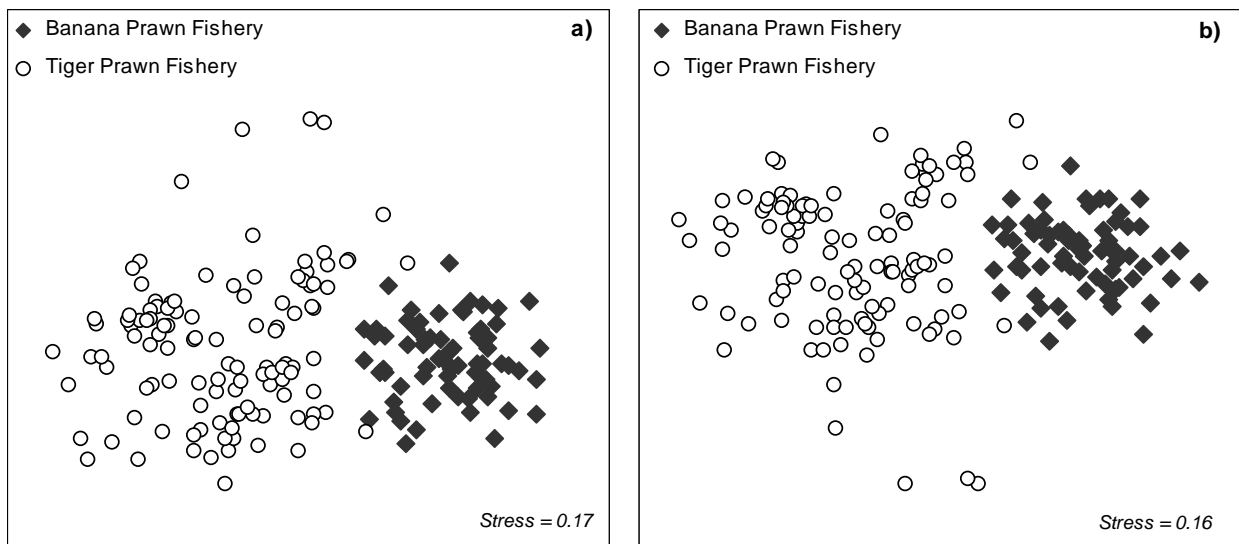 Banana Prawn Fishery a)
Tiger Prawn Fishery
Stress = 0.17
Banana Prawn Fishery b)
Tiger Prawn Fishery
Stress = 0.16